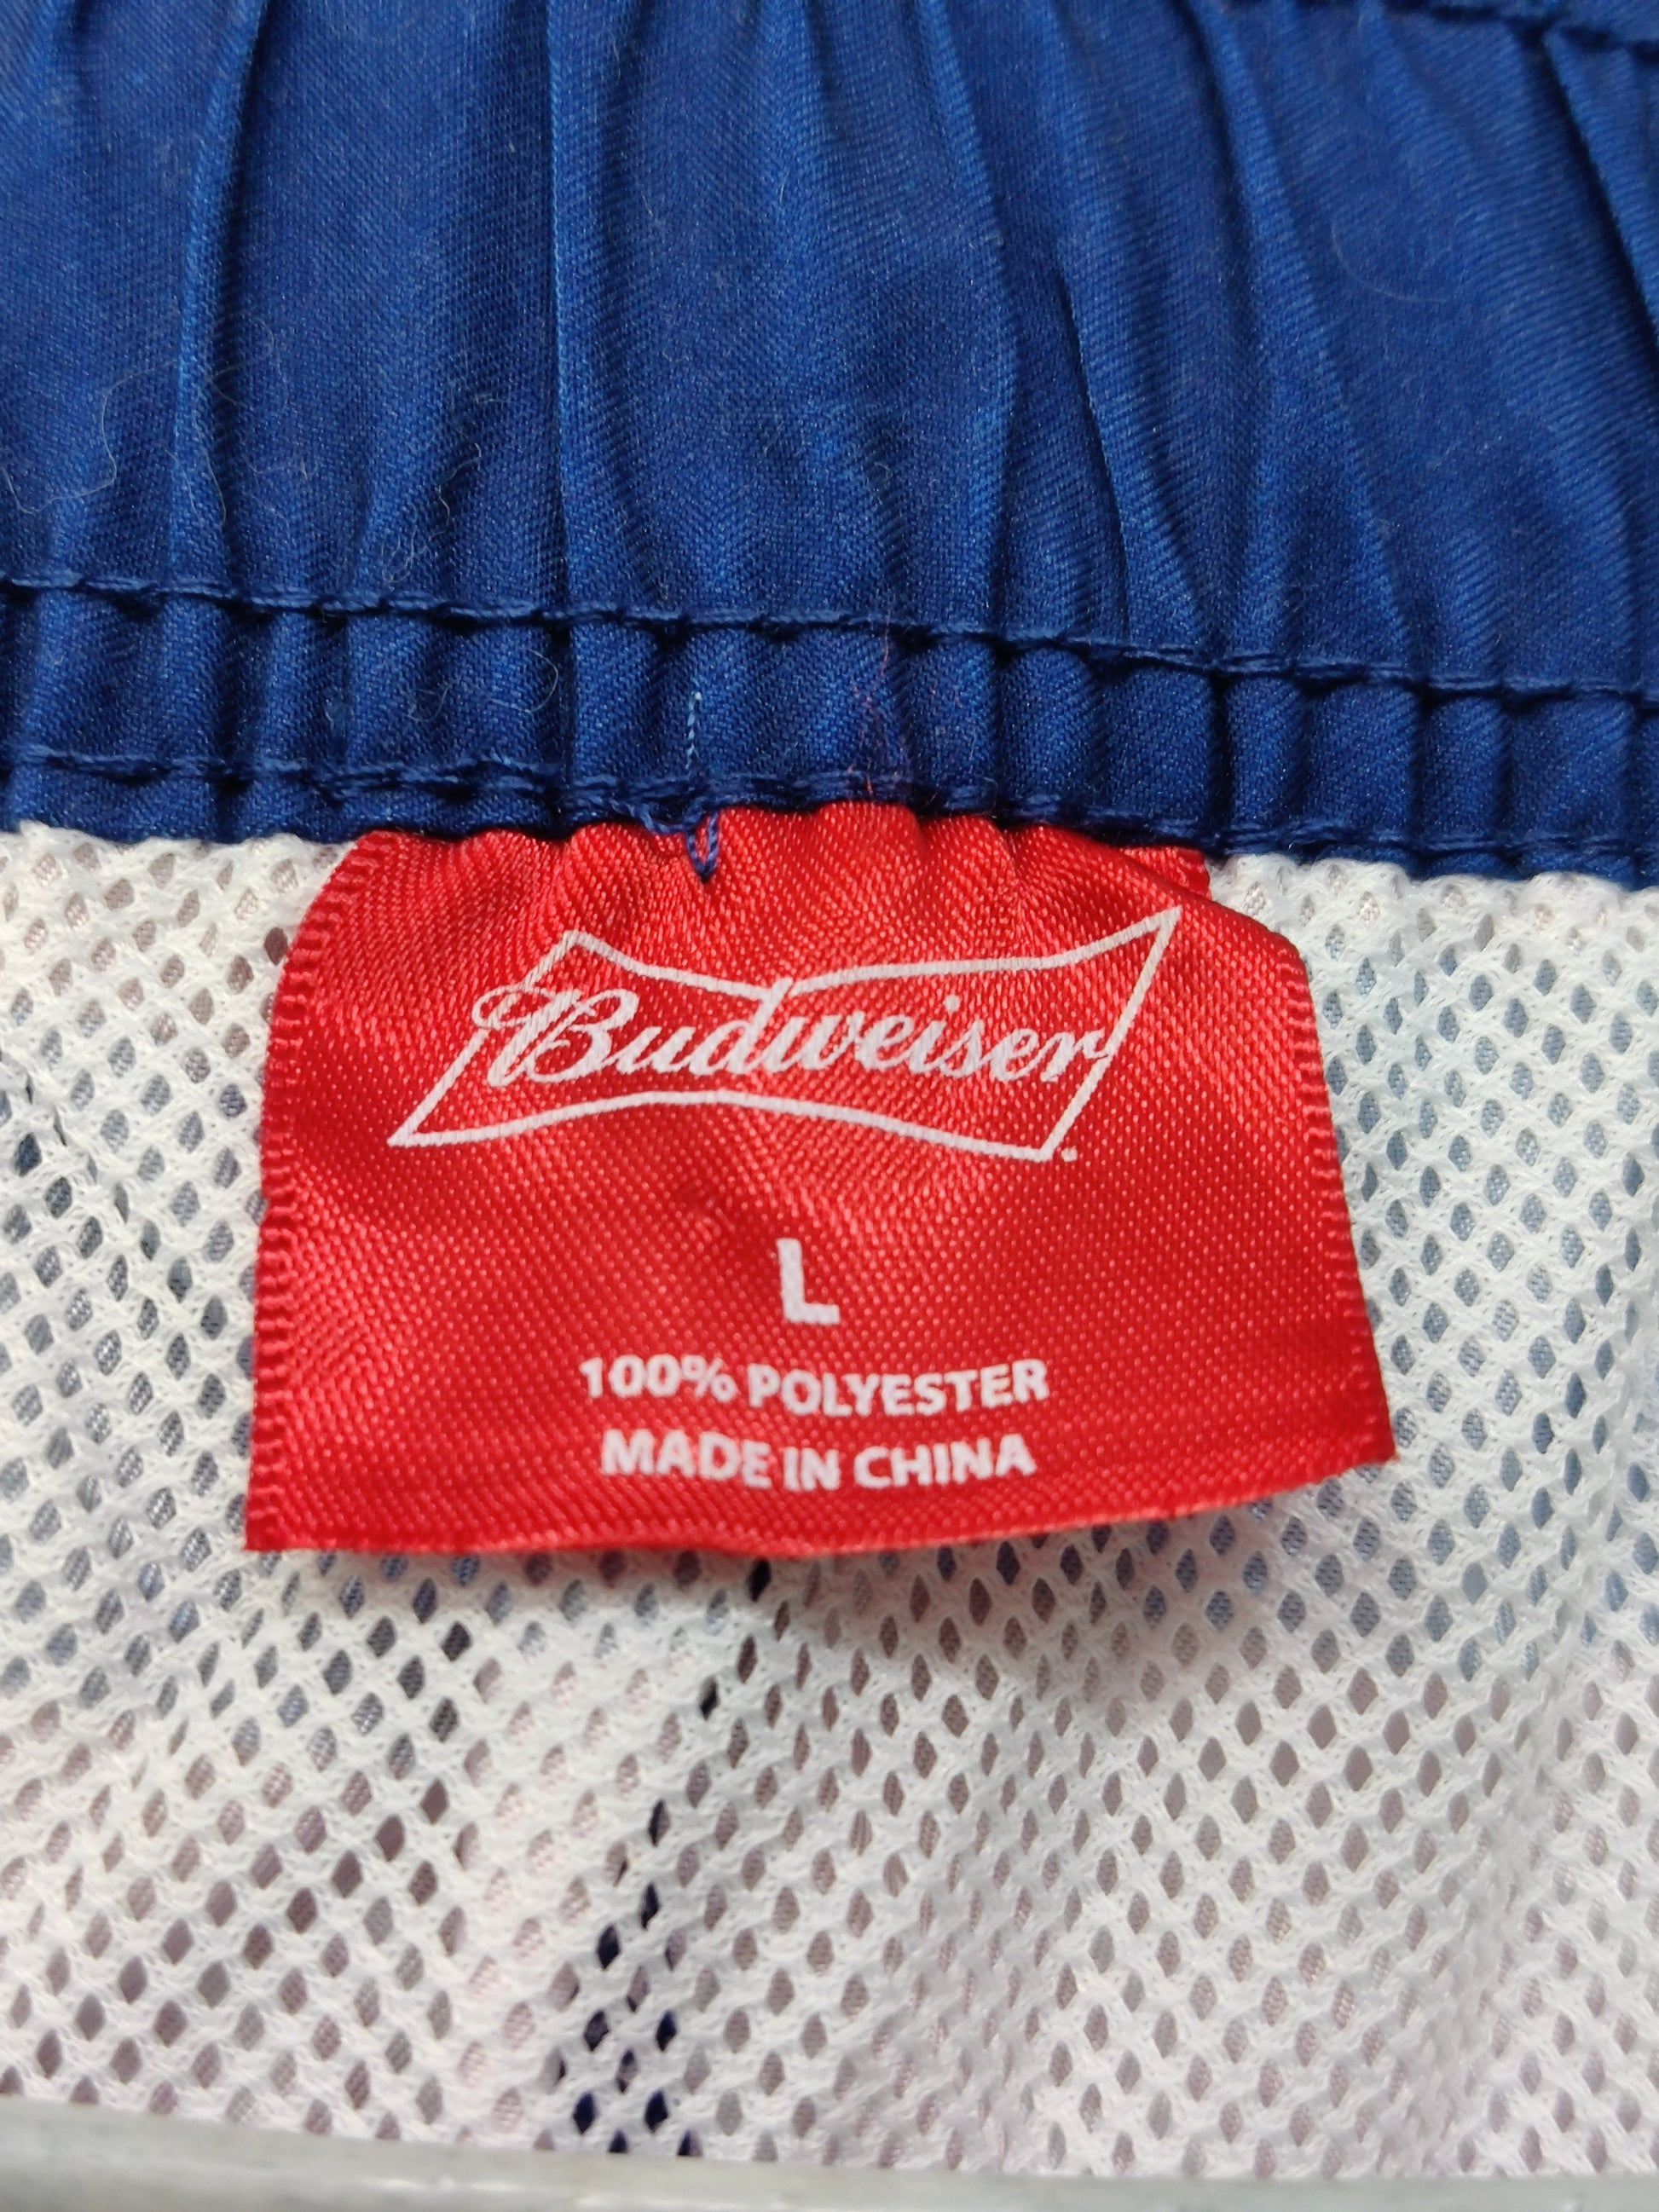 Budweiser
L
100% POLYESTER
MADE IN CHINA